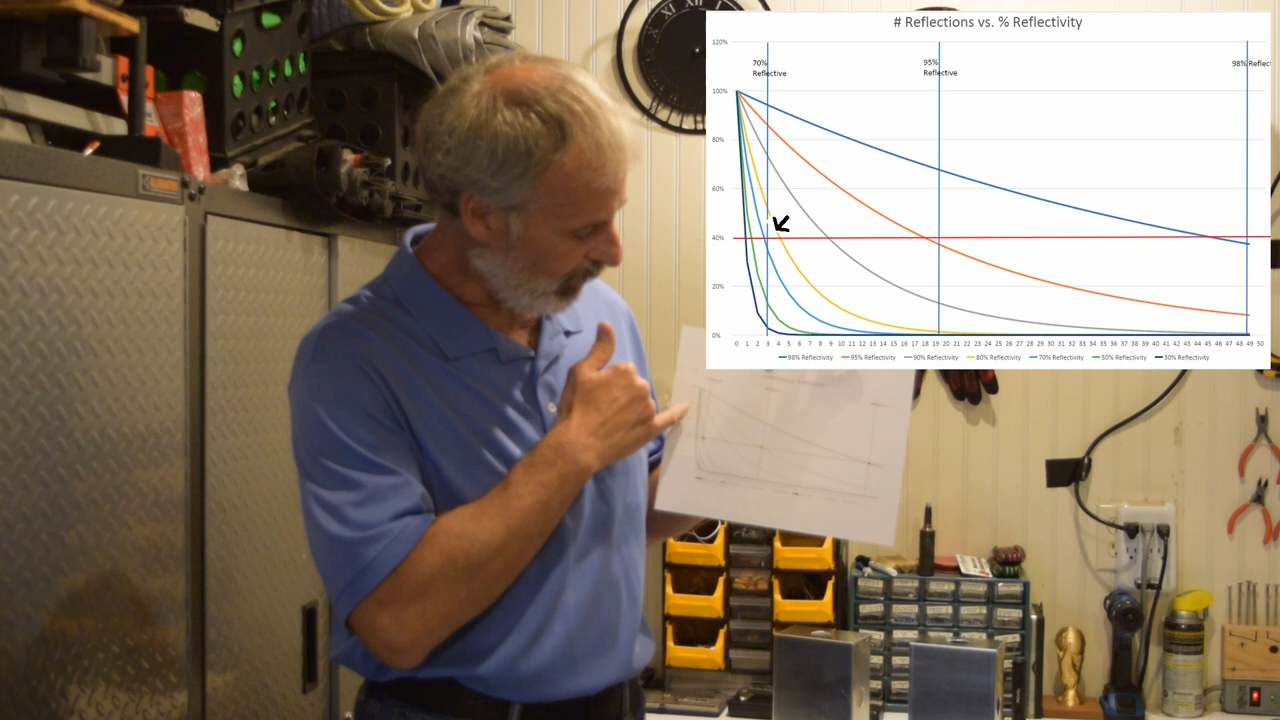 # Reflections vs. % Reflectivity
120%
100%
80%
60%
40%
20%
0%
70%
Reflective
95%
Reflective
98% Reflect
0 1 2 3 4 5 6 7 8 9 10 11 12 13 14 15 16 17 18 19 20 21 22 23 24 25 26 27 28 29 30 31 32 33 34 35 36 37 38 39 40 41 42 43 44 45 46 47 48 49 50
98% Reflectivity 95% Reflectivity 90% Reflectivity 80% Reflectivity 70% Reflectivity 50% Reflectivity 30% Reflectivity
XI XII